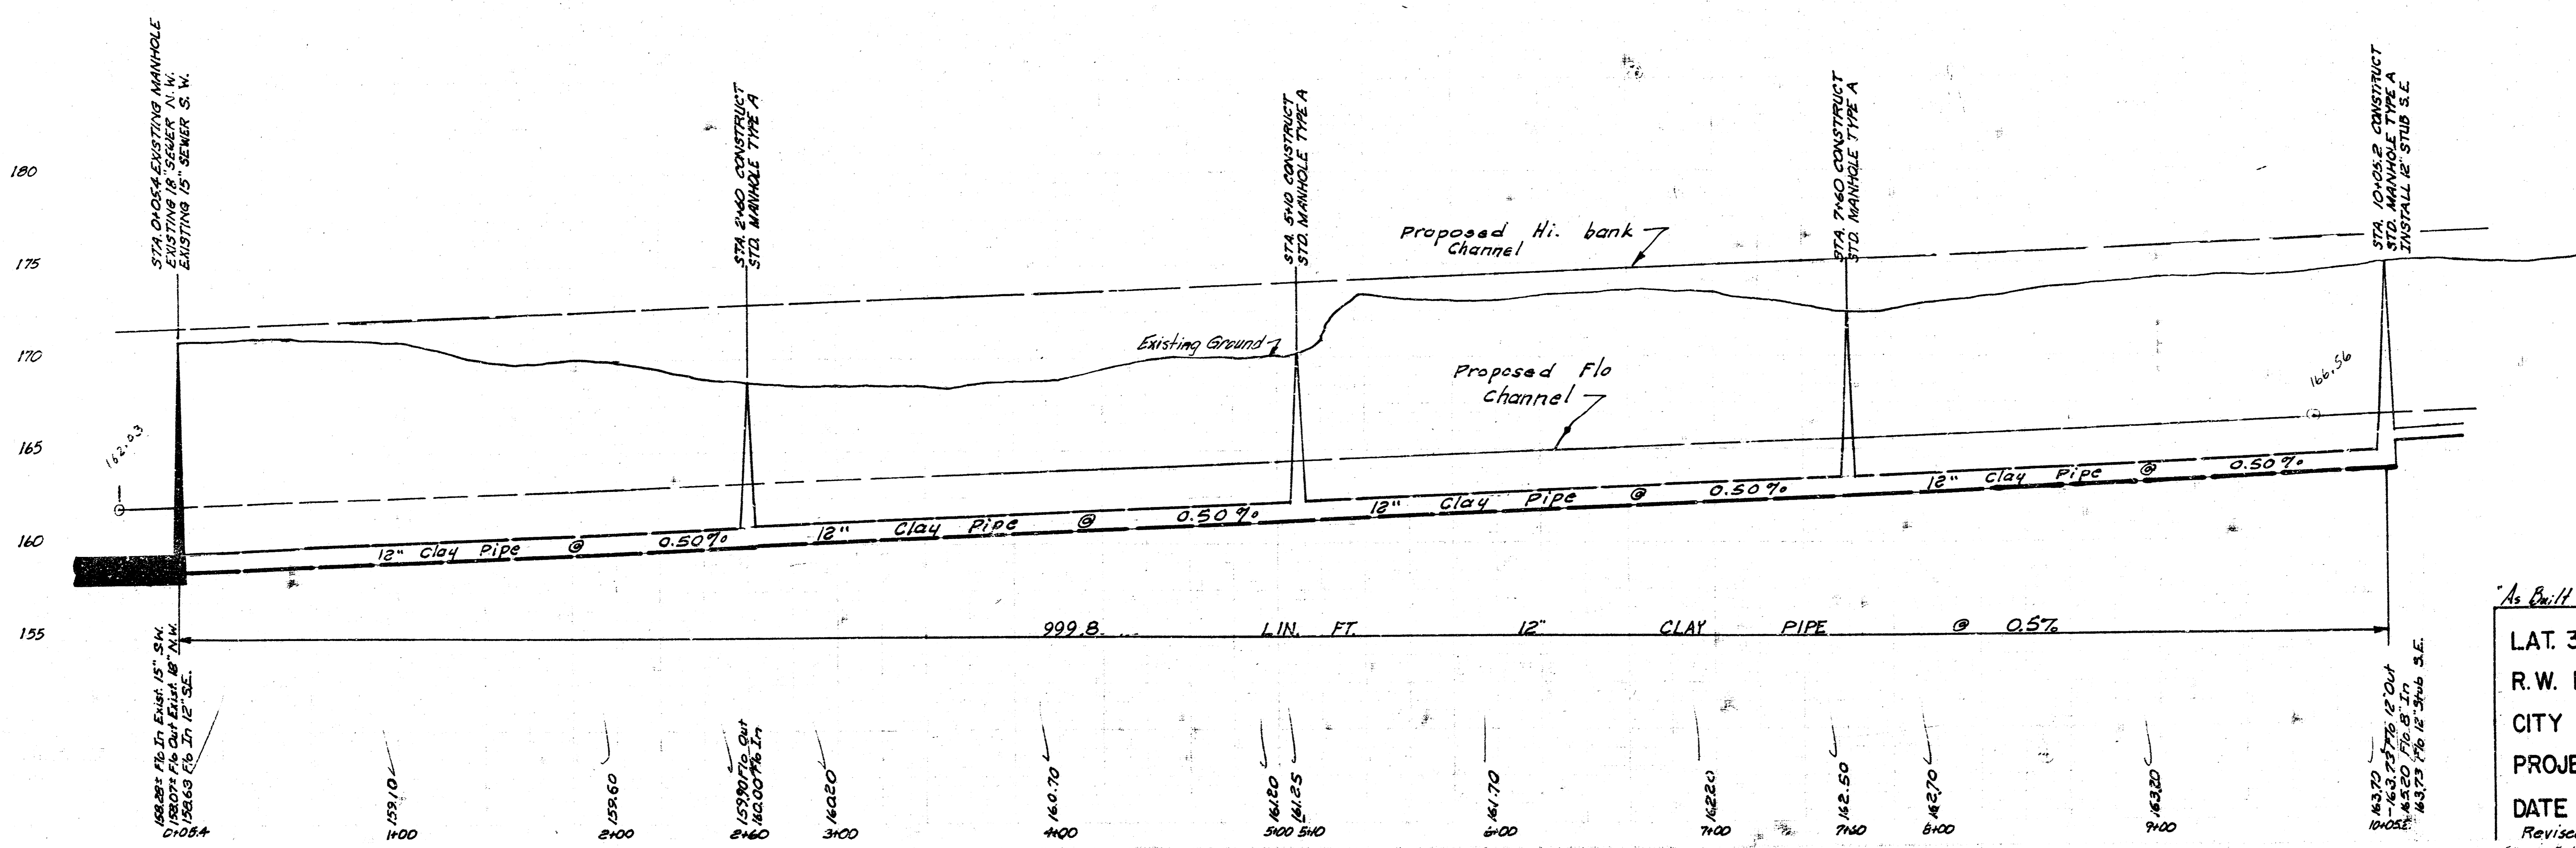 STA. 0+05.4 EXISTING MANHOLE
EXISTING 18" SEWER N.W.
EXISTING 15" SEWER S.W.
STA. 2+60 CONSTRUCT
STD. MANHOLE TYPE A
STA. 5+10 CONSTRUCT
STD. MANHOLE TYPE A
STA. 7+60 CONSTRUCT
STD. MANHOLE TYPE A
STA. 10+05.2 CONSTRUCT
STD. MANHOLE TYPE A
INSTALL 12" STUB S.E.
180
175
170
165
160
155
Proposed Hi. bank
Channel
Existing Ground
Proposed Flo
Channel
162.03
166.56
12" Clay Pipe @ 0.50%
12" Clay Pipe @ 0.50%
12" Clay Pipe @ 0.50%
12" Clay Pipe @ 0.50%
999.8 LIN. FT. 12" CLAY PIPE @ 0.5%
158.28± Flo In Exist. 15" S.W.
158.07± Flo Out Exist. 18" N.W.
158.63 Flo In 12" S.E.
0+05.4
159.10
1+00
159.60
2+00
159.90 Flo Out
160.00 Flo In
2+60
160.20
3+00
160.70
4+00
161.20
5+00
161.25
5+10
161.70
6+00
162.20
7+00
162.50
7+60
162.70
8+00
163.20
9+00
163.70
163.73 Flo 12" Out
165.20 Flo 8" In
163.73 Flo 12" Stub S.E.
10+05.2
"As Built
LAT. 3
R.W.
CITY
PROJE
DATE
Revise